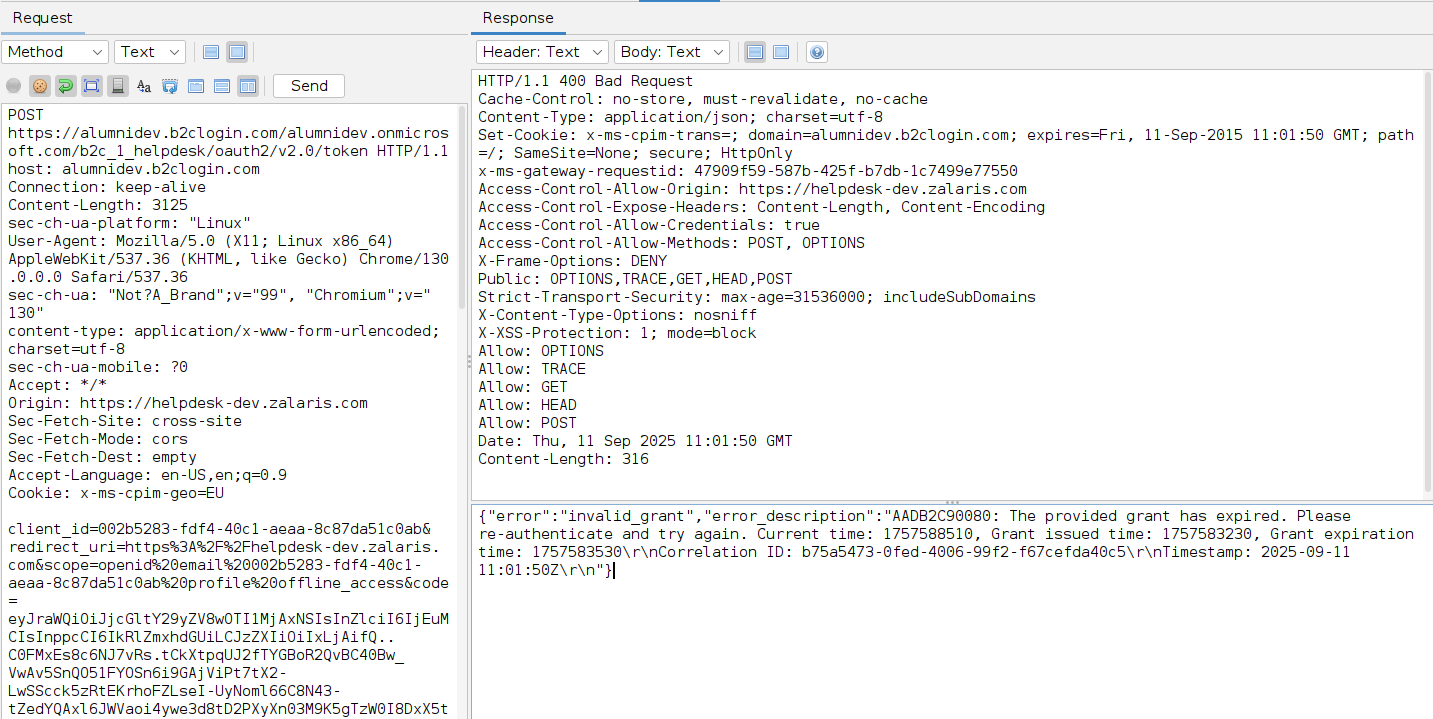 Request
Response
Method
Text
Header: Text
Body: Text
Send
POST
https://alumnidev.b2clogin.com/alumnidev.onmicros
oft.com/b2c_1_helpdesk/oauth2/v2.0/token HTTP/1.1
host: alumnidev.b2clogin.com
Connection: keep-alive
Content-Length: 3125
sec-ch-ua-platform: "Linux"
User-Agent: Mozilla/5.0 (X11; Linux x86_64)
AppleWebKit/537.36 (KHTML, like Gecko) Chrome/130
.0.0.0 Safari/537.36
sec-ch-ua: "Not?A_Brand";v="99", "Chromium";v="
130"
content-type: application/x-www-form-urlencoded;
charset=utf-8
sec-ch-ua-mobile: ?0
Accept: */*
Origin: https://helpdesk-dev.zalaris.com
Sec-Fetch-Site: cross-site
Sec-Fetch-Mode: cors
Sec-Fetch-Dest: empty
Accept-Language: en-US,en;q=0.9
Cookie: x-ms-cpim-geo=EU
client_id=002b5283-fdf4-40c1-aeaa-8c87da51c0ab&
redirect_uri=https%3A%2F%2Fhelpdesk-dev.zalaris.
com&scope=openid%20email%20002b5283-fdf4-40c1-
aeaa-8c87da51c0ab%20profile%20offline_access&code
=
eyJraWQiOiJjcGltY29yZV8wOTI1MjAxNSIsInZlciI6IjEuM
CIsInppcCI6IkRlZmxhdGUiLCJzZXIiOiIxLjAifQ..
C0FMxEs8c6NJ7vRs.tCkXtpqUJ2fTYGBoR2QvBC40Bw_
VwAv5SnQO51FYOSn6i9GAjViPt7tX2-
LwSScck5zRtEKrhoFZLseI-UyNoml66C8N43-
tZedYQAxl6JWVaoi4ywe3d8tD2PXyXn03M9K5gTzW0I8DxX5t
HTTP/1.1 400 Bad Request
Cache-Control: no-store, must-revalidate, no-cache
Content-Type: application/json; charset=utf-8
Set-Cookie: x-ms-cpim-trans=; domain=alumnidev.b2clogin.com; expires=Fri, 11-Sep-2015 11:01:50 GMT; path
=/; SameSite=None; secure; HttpOnly
x-ms-gateway-requestid: 47909f59-587b-425f-b7db-1c7499e77550
Access-Control-Allow-Origin: https://helpdesk-dev.zalaris.com
Access-Control-Expose-Headers: Content-Length, Content-Encoding
Access-Control-Allow-Credentials: true
Access-Control-Allow-Methods: POST, OPTIONS
X-Frame-Options: DENY
Public: OPTIONS,TRACE,GET,HEAD,POST
Strict-Transport-Security: max-age=31536000; includeSubDomains
X-Content-Type-Options: nosniff
X-XSS-Protection: 1; mode=block
Allow: OPTIONS
Allow: TRACE
Allow: GET
Allow: HEAD
Allow: POST
Date: Thu, 11 Sep 2025 11:01:50 GMT
Content-Length: 316
{"error":"invalid_grant","error_description":"AADB2C90080: The provided grant has expired. Please
re-authenticate and try again. Current time: 1757588510, Grant issued time: 1757583230, Grant expiration
time: 1757583530\r\nCorrelation ID: b75a5473-0fed-4006-99f2-f67cefda40c5\r\nTimestamp: 2025-09-11
11:01:50Z\r\n"}